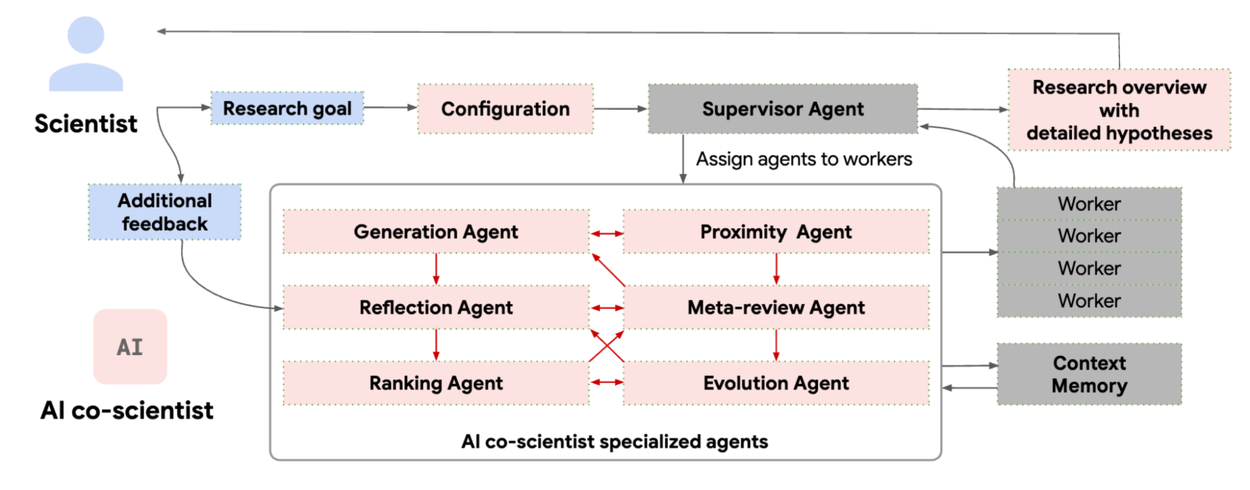 Scientist
Research goal
Configuration
Supervisor Agent
Research overview
with
detailed hypotheses
Assign agents to workers
Additional
feedback
Generation Agent
Proximity Agent
Reflection Agent
Meta-review Agent
Ranking Agent
Evolution Agent
AI co-scientist specialized agents
Worker
Worker
Worker
Worker
Context
Memory
AI
AI co-scientist